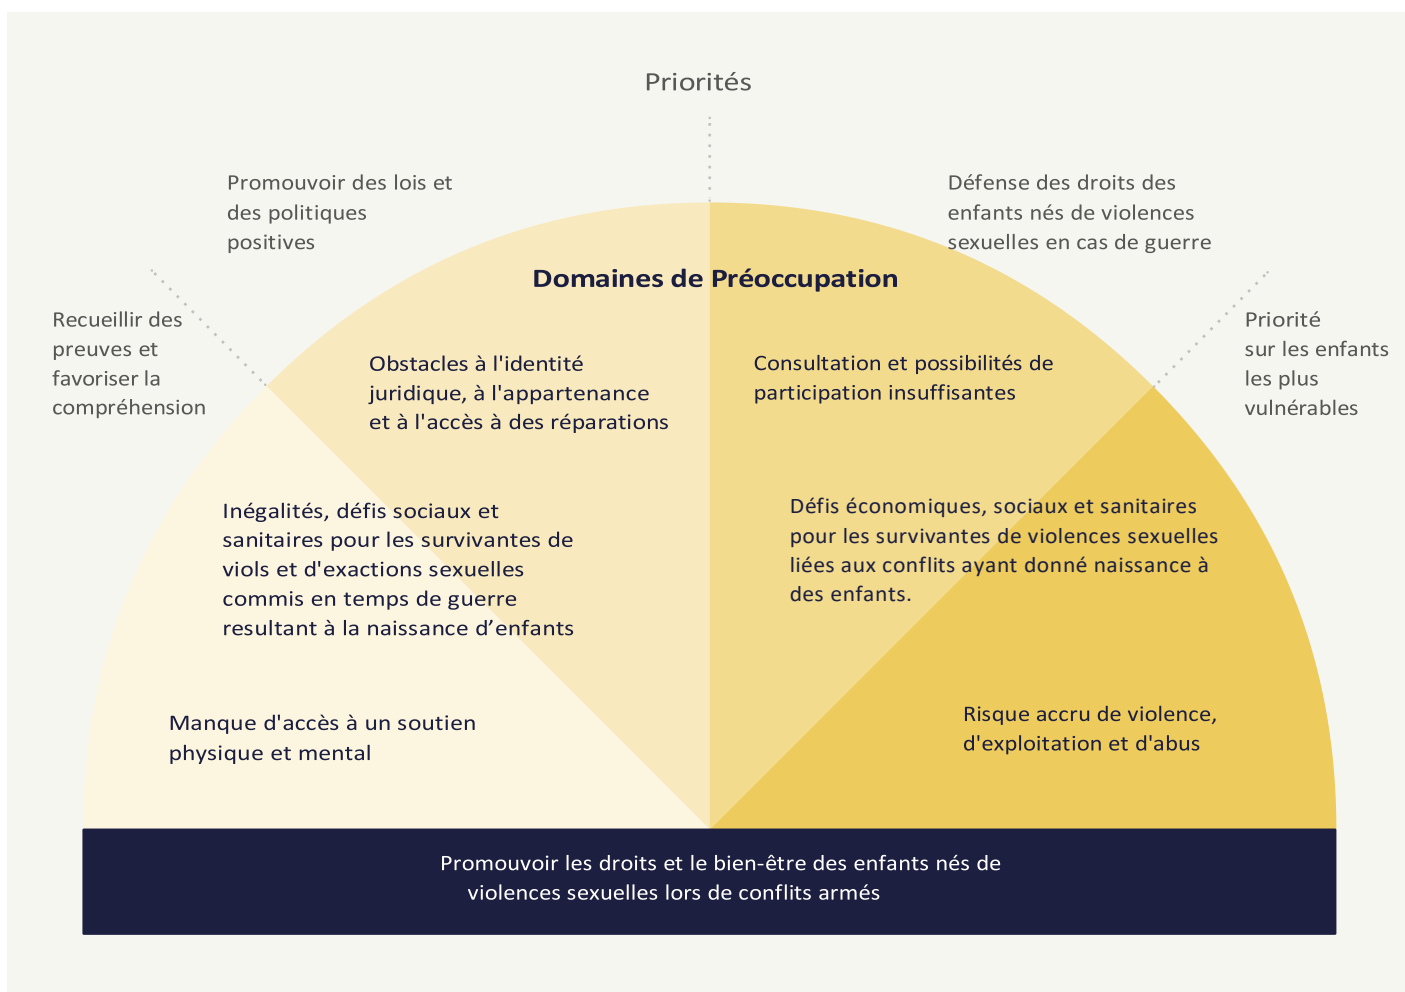 Priorités
Promouvoir des lois et
des politiques
positives
Défense des droits des
enfants nés de violences
sexuelles en cas de guerre
Recueillir des
preuves et
favoriser la
compréhension
Priorité
sur les enfants
les plus
vulnérables
Domaines de Préoccupation
Obstacles à l'identité
juridique, à l'appartenance
et à l'accès à des réparations
Consultation et possibilités de
participation insuffisantes
Inégalités, défis sociaux et
sanitaires pour les survivantes de
viols et d'exactions sexuelles
commis en temps de guerre
resultant à la naissance d’enfants
Défis économiques, sociaux et sanitaires
pour les survivantes de violences sexuelles
liées aux conflits ayant donné naissance à
des enfants.
Manque d'accès à un soutien
physique et mental
Risque accru de violence,
d'exploitation et d'abus
Promouvoir les droits et le bien-être des enfants nés de
violences sexuelles lors de conflits armés